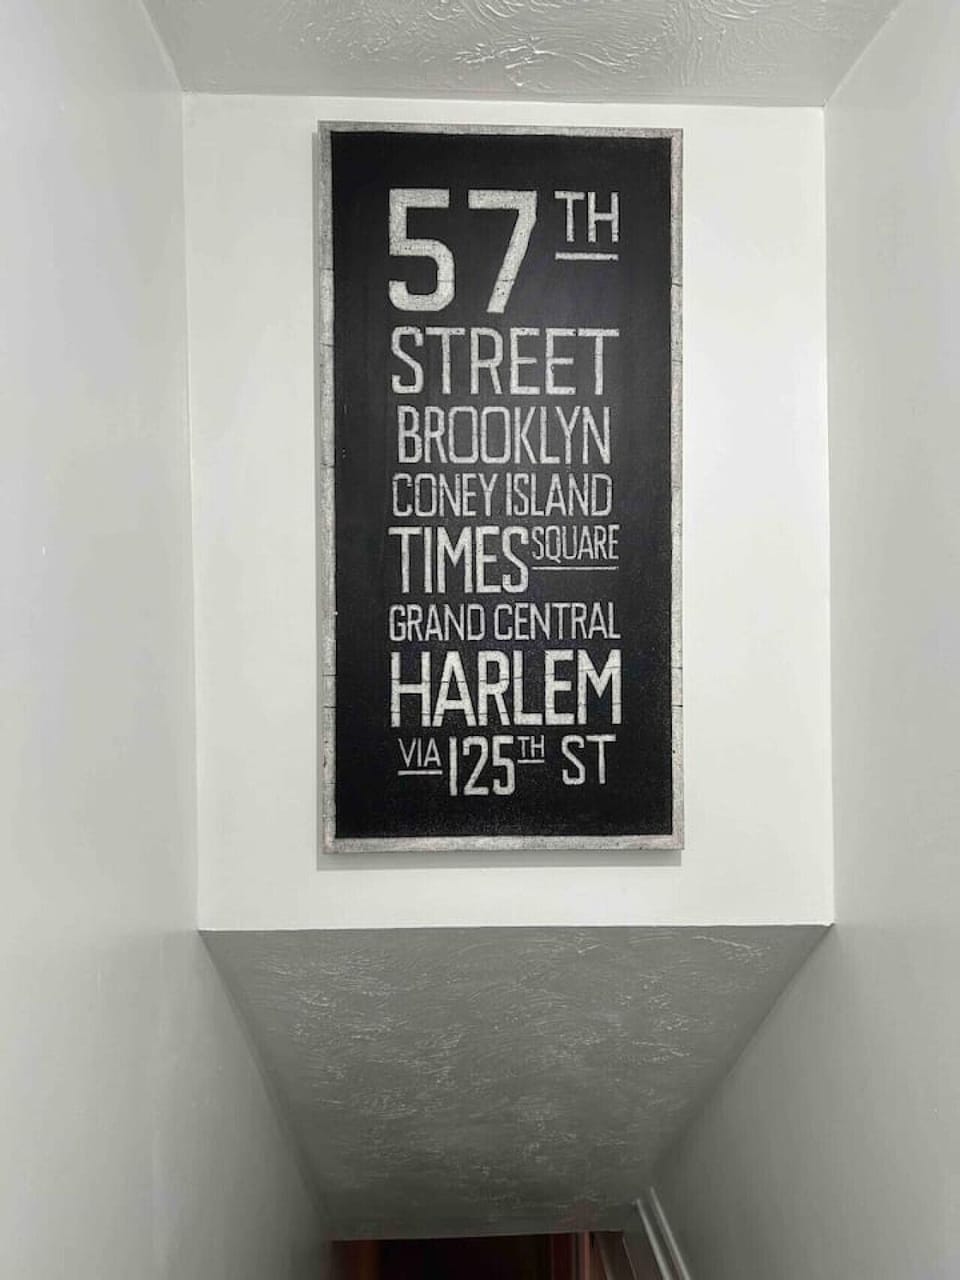 57TH
STREET
BROOKLYN
CONEY ISLAND
TIMES SQUARE
GRAND CENTRAL
HARLEM
VIA 125TH ST